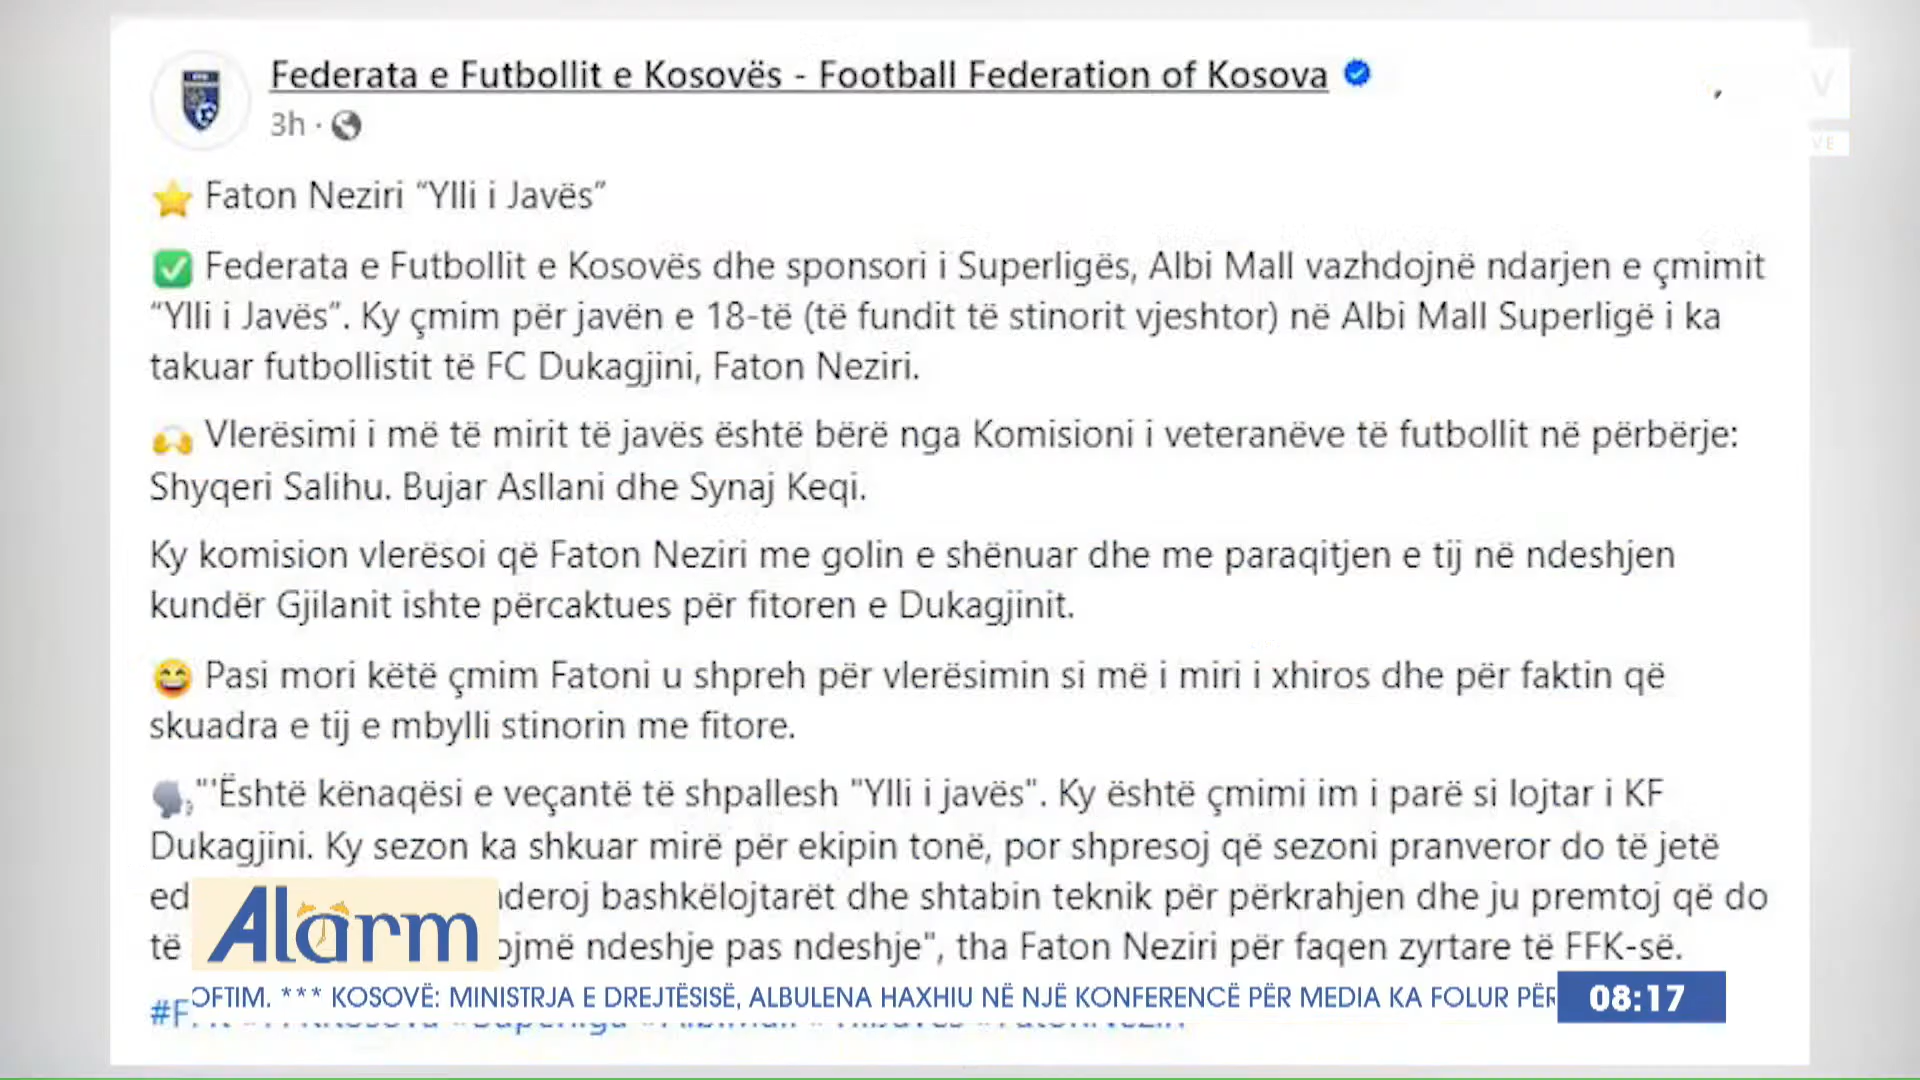 Federata e Futbollit e Kosovës - Football Federation of Kosova
3h ·
Faton Neziri “Ylli i Javës”
Federata e Futbollit e Kosovës dhe sponsori i Superligës, Albi Mall vazhdojnë ndarjen e çmimit
“Ylli i Javës”. Ky çmim për javën e 18-të (të fundit të stinorit vjeshtor) në Albi Mall Superligë i ka
takuar futbollistit të FC Dukagjini, Faton Neziri.
Vlerësimi i më të mirit të javës është bërë nga Komisioni i veteranëve të futbollit në përbërje:
Shyqeri Salihu. Bujar Asllani dhe Synaj Keqi.
Ky komision vlerësoi që Faton Neziri me golin e shënuar dhe me paraqitjen e tij në ndeshjen
kundër Gjilanit ishte përcaktues për fitoren e Dukagjinit.
Pasi mori këtë çmim Fatoni u shpreh për vlerësimin si më i miri i xhiros dhe për faktin që
skuadra e tij e mbylli stinorin me fitore.
"'Është kënaqësi e veçantë të shpallesh "Ylli i javës". Ky është çmimi im i parë si lojtar i KF
Dukagjini. Ky sezon ka shkuar mirë për ekipin tonë, por shpresoj që sezoni pranveror do të jetë
bashkëlojtarët dhe shtabin teknik për përkrahjen dhe ju premtoj që do
të ndeshje pas ndeshje", tha Faton Neziri për faqen zyrtare të FFK-së.
Alarm
OFTIM. *** KOSOVË: MINISTRJA E DREJTËSISË, ALBULENA HAXHIU NË NJË KONFERENCË PËR MEDIA KA FOLUR PËR
08:17